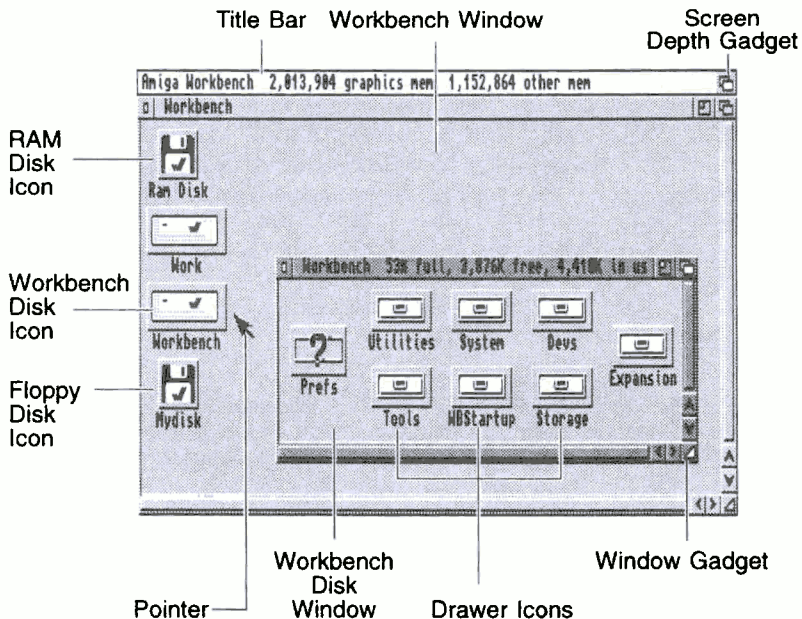 Title Bar
Workbench Window
Screen
Depth Gadget
Amiga Workbench 2,013,904 graphics mem 1,152,864 other mem
Workbench
RAM
Disk
Icon
Ram Disk
Work
Workbench
Disk
Icon
Workbench
Floppy
Disk
Icon
Mydisk
Workbench 53% full, 3,876K free, 4,410K in us
Prefs
Utilities
System
Devs
Expansion
Tools
WBStartup
Storage
Workbench
Disk
Window
Window Gadget
Pointer
Drawer Icons